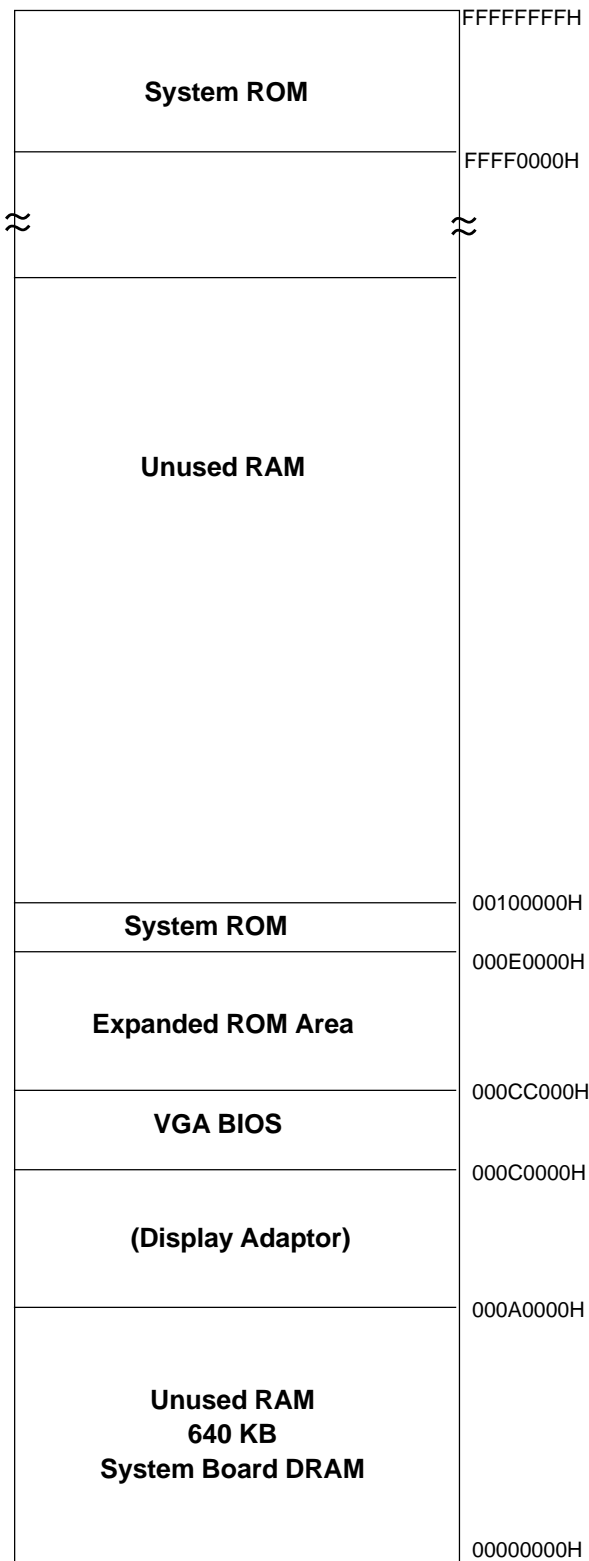 FFFFFFFFH
System ROM
FFFF0000H
Unused RAM
00100000H
System ROM
000E0000H
Expanded ROM Area
000CC000H
VGA BIOS
000C0000H
(Display Adaptor)
000A0000H
Unused RAM
640 KB
System Board DRAM
00000000H